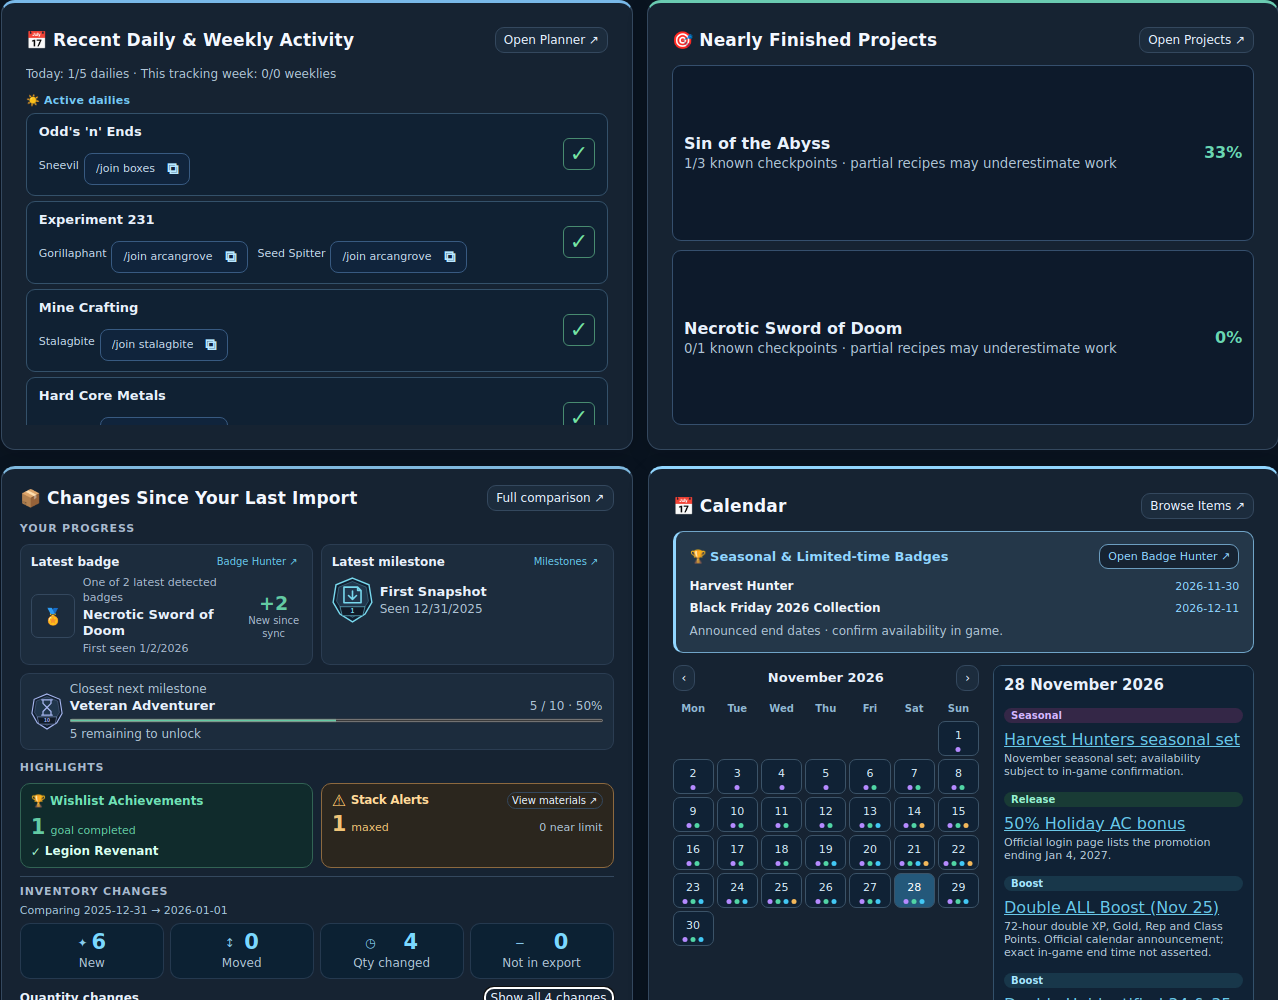 Recent Daily & Weekly Activity
Open Planner ↗
Today: 1/5 dailies · This tracking week: 0/0 weeklies
Active dailies
Odd's 'n' Ends
Sneevil /join boxes
Experiment 231
Gorillaphant /join arcangrove Seed Spitter /join arcangrove
Mine Crafting
Stalagbite /join stalagbite
Hard Core Metals
Nearly Finished Projects
Open Projects ↗
Sin of the Abyss
1/3 known checkpoints · partial recipes may underestimate work
33%
Necrotic Sword of Doom
0/1 known checkpoints · partial recipes may underestimate work
0%
Changes Since Your Last Import
Full comparison ↗
YOUR PROGRESS
Latest badge
Badge Hunter ↗
One of 2 latest detected
badges
Necrotic Sword of
Doom
First seen 1/2/2026
+2
New since
sync
Latest milestone
Milestones ↗
1
First Snapshot
Seen 12/31/2025
10
Closest next milestone
Veteran Adventurer
5 / 10 · 50%
5 remaining to unlock
HIGHLIGHTS
Wishlist Achievements
1 goal completed
✓ Legion Revenant
Stack Alerts
View materials ↗
1 maxed
0 near limit
INVENTORY CHANGES
Comparing 2025-12-31 → 2026-01-01
6
New
0
Moved
4
Qty changed
0
Not in export
Quantity changes
Show all 4 changes
Calendar
Browse Items ↗
Seasonal & Limited-time Badges
Open Badge Hunter ↗
Harvest Hunter
2026-11-30
Black Friday 2026 Collection
2026-12-11
Announced end dates · confirm availability in game.
‹ November 2026 ›
Mon Tue Wed Thu Fri Sat Sun
1
2 3 4 5 6 7 8
9 10 11 12 13 14 15
16 17 18 19 20 21 22
23 24 25 26 27 28 29
30
28 November 2026
Seasonal
Harvest Hunters seasonal set
November seasonal set; availability
subject to in-game confirmation.
Release
50% Holiday AC bonus
Official login page lists the promotion
ending Jan 4, 2027.
Boost
Double ALL Boost (Nov 25)
72-hour double XP, Gold, Rep and Class
Points. Official calendar announcement;
exact in-game end time not asserted.
Boost